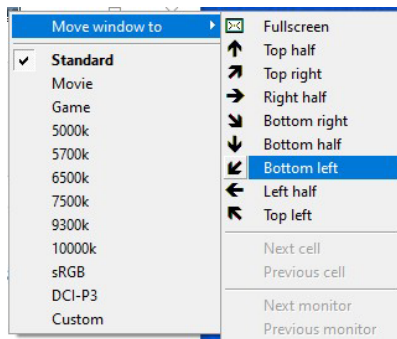 Move window to
Standard
Movie
Game
5000k
5700k
6500k
7500k
9300k
10000k
sRGB
DCI-P3
Custom
Fullscreen
Top half
Top right
Right half
Bottom right
Bottom half
Bottom left
Left half
Top left
Next cell
Previous cell
Next monitor
Previous monitor